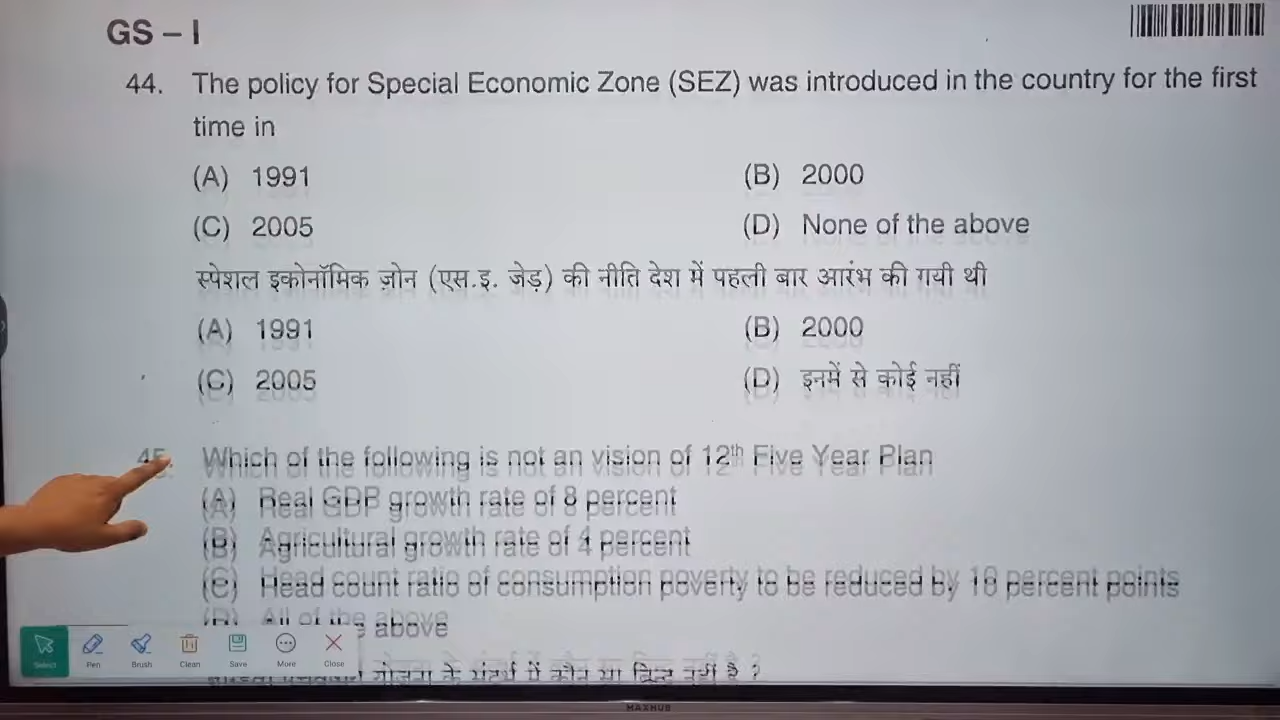 GS – I
44. The policy for Special Economic Zone (SEZ) was introduced in the country for the first
time in
(A) 1991 (B) 2000
(C) 2005 (D) None of the above
स्पेशल इकोनॉमिक ज़ोन (एस.इ. जेड़) की नीति देश में पहली बार आरंभ की गयी थी
(A) 1991 (B) 2000
(C) 2005 (D) इनमें से कोई नहीं
45. Which of the following is not an vision of 12th Five Year Plan
(A) Real GDP growth rate of 8 percent
(B) Agricultural growth rate of 4 percent
(C) Head count ratio of consumption poverty to be reduced by 10 percent points
(D) All of the above
योजना के संदर्भ में कौन सा नहीं है ?
Select Pen Brush Clean Save More Close
MAXHUB